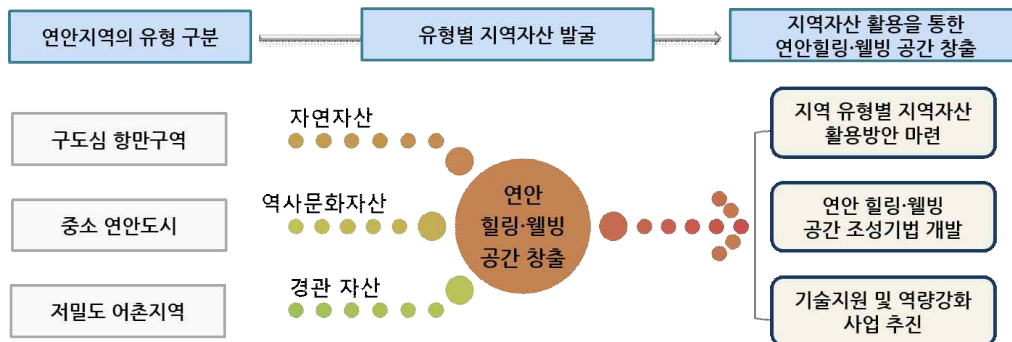 연안지역의 유형 구분
유형별 지역자산 발굴
지역자산 활용을 통한
연안힐링·웰빙 공간 창출
구도심 항만구역
중소 연안도시
저밀도 어촌지역
자연자산
역사문화자산
경관 자산
연안
힐링·웰빙
공간 창출
지역 유형별 지역자산
활용방안 마련
연안 힐링·웰빙
공간 조성기법 개발
기술지원 및 역량강화
사업 추진